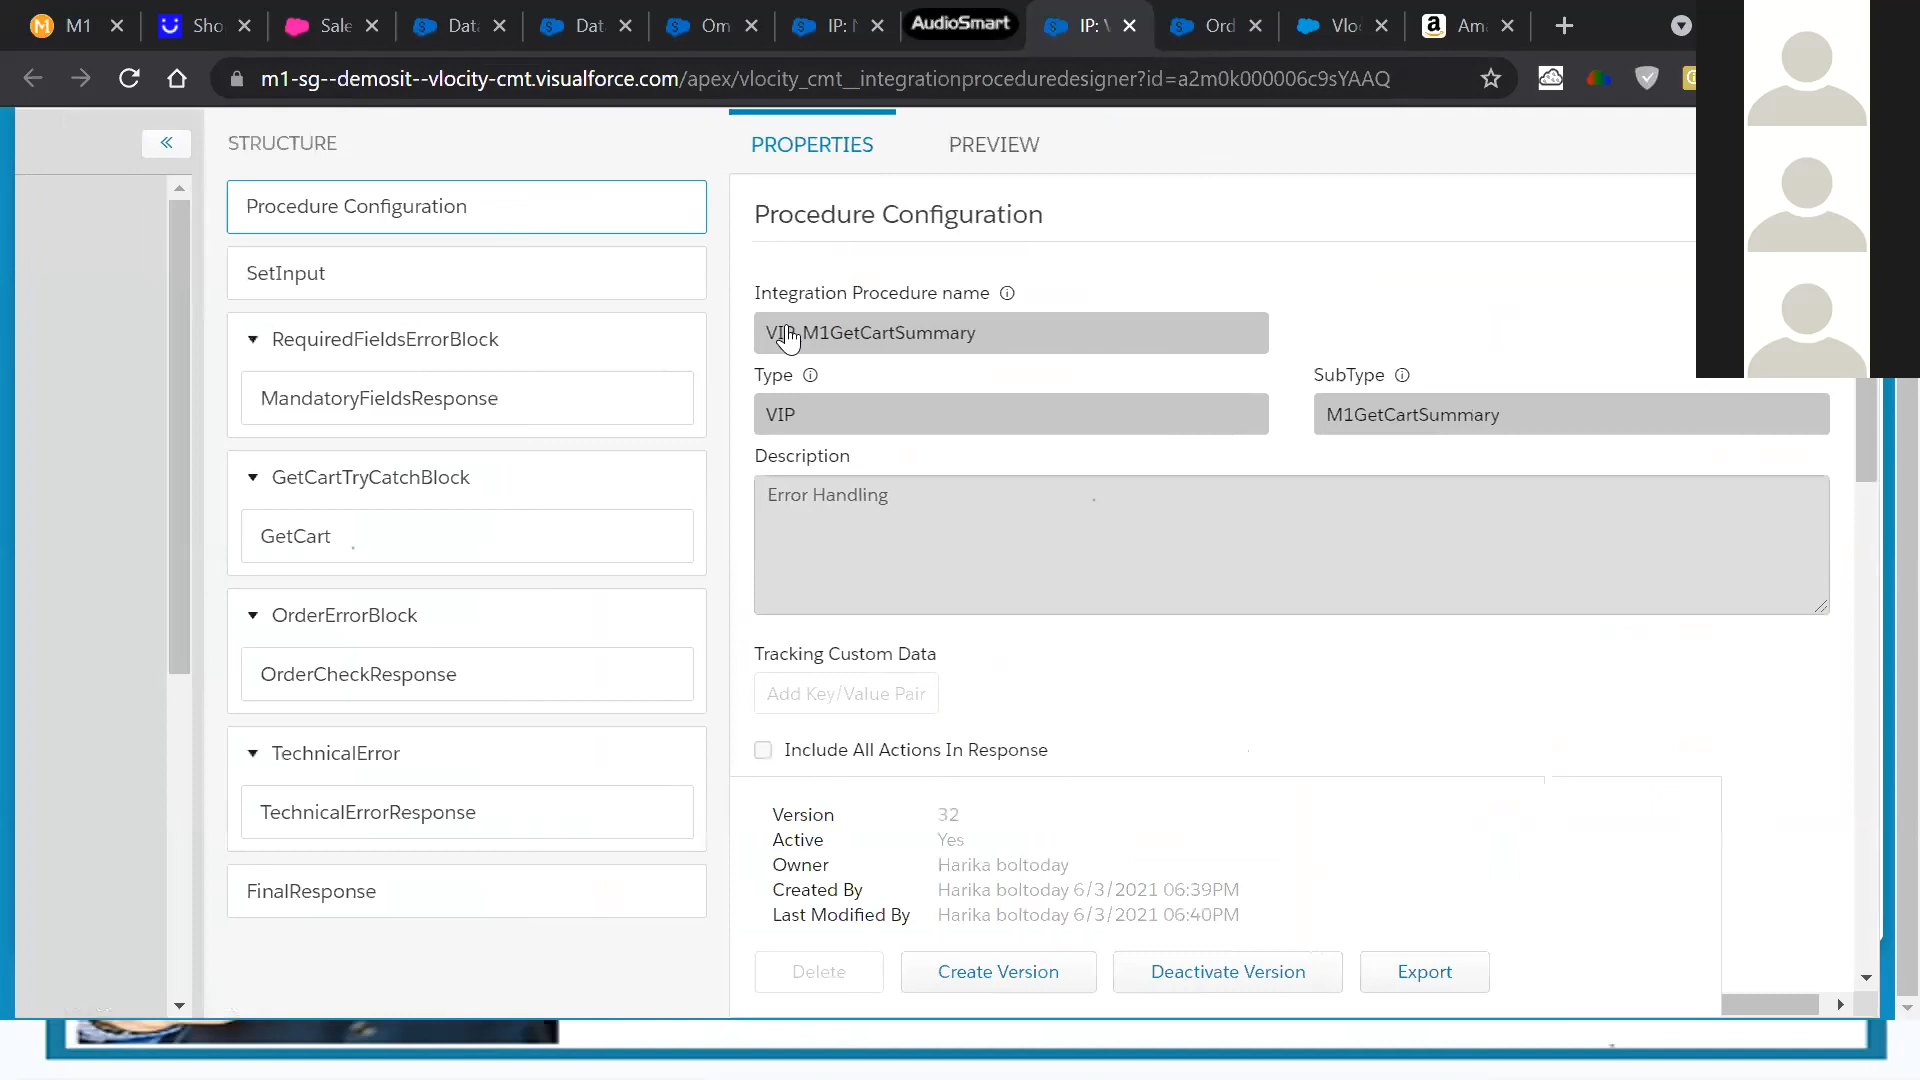 M1
Sho
Sale
Data
Dat
Om
IP: N
AudioSmart
IP: V
Ord
Vlo
Am
m1-sg--demosit--vlocity-cmt.visualforce.com/apex/vlocity_cmt__integrationproceduredesigner?id=a2m0k000006c9sYAAQ
STRUCTURE
PROPERTIES
PREVIEW
Procedure Configuration
SetInput
RequiredFieldsErrorBlock
MandatoryFieldsResponse
GetCartTryCatchBlock
GetCart
OrderErrorBlock
OrderCheckResponse
TechnicalError
TechnicalErrorResponse
FinalResponse
Procedure Configuration
Integration Procedure name
VIP_M1GetCartSummary
Type
SubType
VIP
M1GetCartSummary
Description
Error Handling
Tracking Custom Data
Add Key/Value Pair
Include All Actions In Response
Version 32
Active Yes
Owner Harika boltoday
Created By Harika boltoday 6/3/2021 06:39PM
Last Modified By Harika boltoday 6/3/2021 06:40PM
Delete
Create Version
Deactivate Version
Export